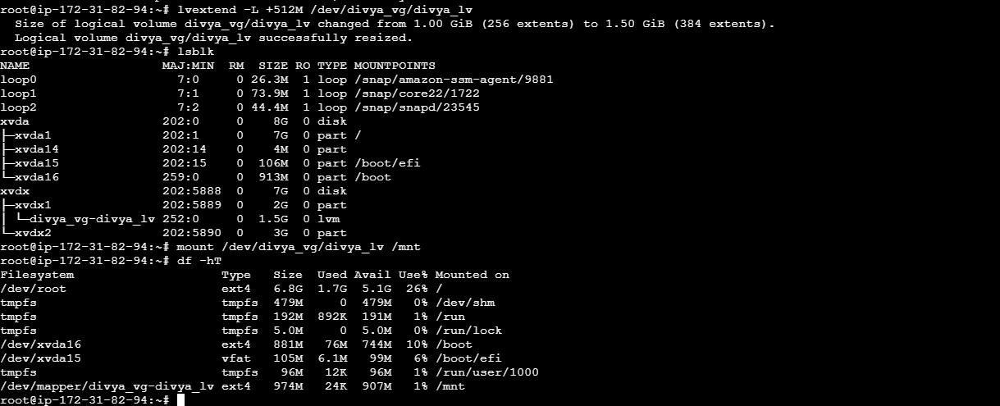 root@ip-172-31-82-94:~# lvextend -L +512M /dev/divya_vg/divya_lv
  Size of logical volume divya_vg/divya_lv changed from 1.00 GiB (256 extents) to 1.50 GiB (384 extents).
  Logical volume divya_vg/divya_lv successfully resized.
root@ip-172-31-82-94:~# lsblk
NAME                  MAJ:MIN  RM  SIZE RO TYPE MOUNTPOINTS
loop0                   7:0     0 26.3M  1 loop /snap/amazon-ssm-agent/9881
loop1                   7:1     0 73.9M  1 loop /snap/core22/1722
loop2                   7:2     0 44.4M  1 loop /snap/snapd/23545
xvda                  202:0     0    8G  0 disk
├─xvda1               202:1     0    7G  0 part /
├─xvda14              202:14    0    4M  0 part
├─xvda15              202:15    0  106M  0 part /boot/efi
└─xvda16              259:0     0  913M  0 part /boot
xvdx                  202:5888  0    7G  0 disk
├─xvdx1               202:5889  0    2G  0 part
│ └─divya_vg-divya_lv 252:0     0  1.5G  0 lvm
└─xvdx2               202:5890  0    3G  0 part
root@ip-172-31-82-94:~# mount /dev/divya_vg/divya_lv /mnt
root@ip-172-31-82-94:~# df -hT
Filesystem                    Type   Size  Used Avail Use% Mounted on
/dev/root                     ext4   6.8G  1.7G  5.1G  26% /
tmpfs                         tmpfs  479M     0  479M   0% /dev/shm
tmpfs                         tmpfs  192M  892K  191M   1% /run
tmpfs                         tmpfs  5.0M     0  5.0M   0% /run/lock
/dev/xvda16                   ext4   881M   76M  744M  10% /boot
/dev/xvda15                   vfat   105M  6.1M   99M   6% /boot/efi
tmpfs                         tmpfs   96M   12K   96M   1% /run/user/1000
/dev/mapper/divya_vg-divya_lv ext4   974M   24K  907M   1% /mnt
root@ip-172-31-82-94:~#